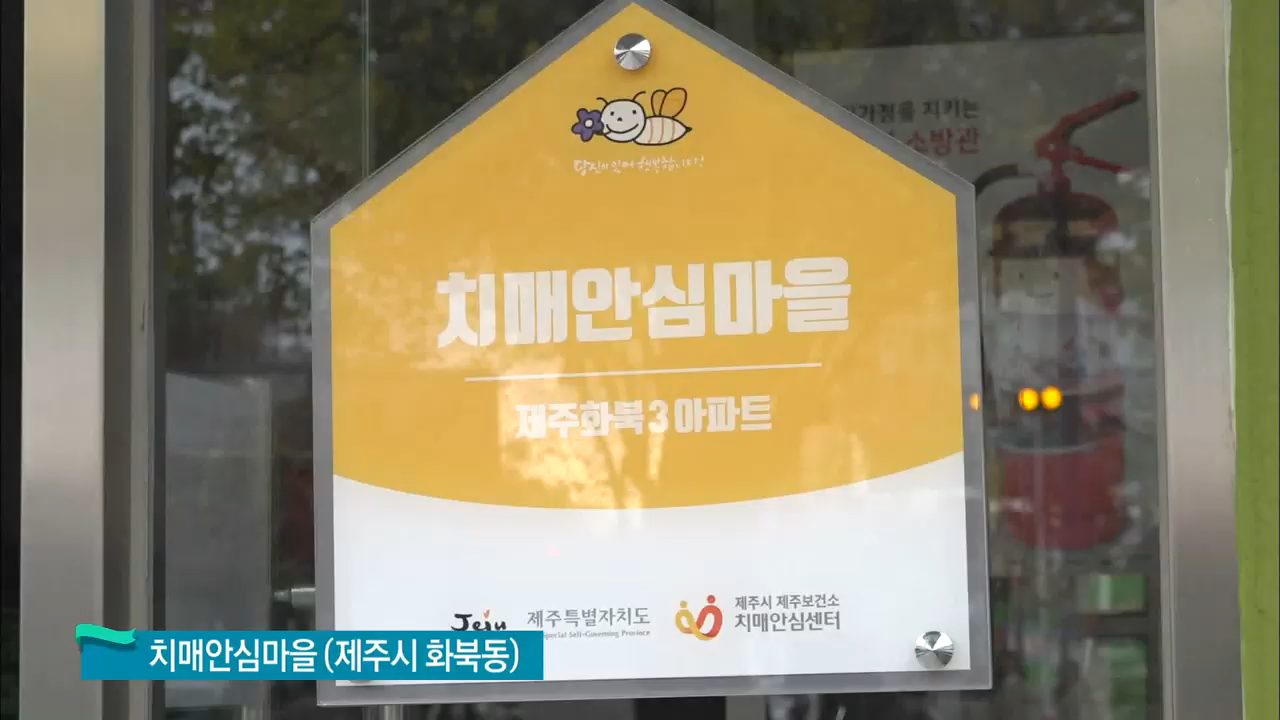 당신이 있어 행복합니다!
가정을 지키는
소방관
치매안심마을
제주화북3아파트
Jeju
제주특별자치도
Special Self-Governing Province
제주시 제주보건소
치매안심센터
치매안심마을 (제주시 화북동)